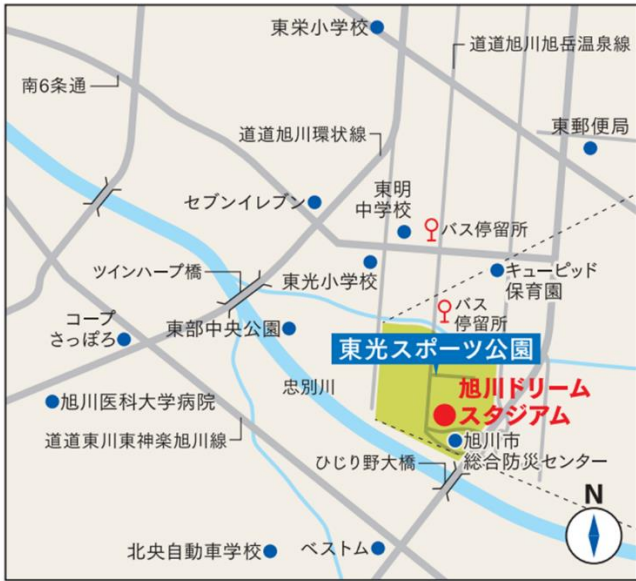 東栄小学校
道道旭川旭岳温泉線
南6条通
東郵便局
道道旭川環状線
セブンイレブン
東明
中学校
バス停留所
ツインハープ橋
東光小学校
キューピッド
保育園
バス
停留所
コープ
さっぽろ
東部中央公園
東光スポーツ公園
忠別川
旭川ドリーム
スタジアム
旭川医科大学病院
道道東川東神楽旭川線
旭川市
総合防災センター
ひじり野大橋
N
北央自動車学校
ベストム